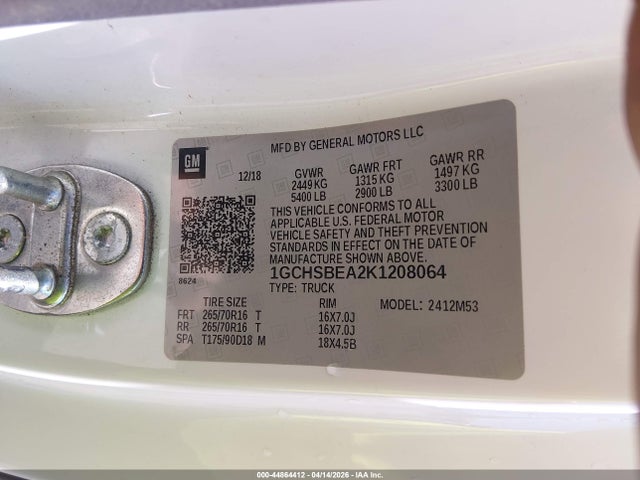 MFD BY GENERAL MOTORS LLC
GM
12/18
GVWR GAWR FRT GAWR RR
2449 KG 1315 KG 1497 KG
5400 LB 2900 LB 3300 LB
THIS VEHICLE CONFORMS TO ALL
APPLICABLE U.S. FEDERAL MOTOR
VEHICLE SAFETY AND THEFT PREVENTION
STANDARDS IN EFFECT ON THE DATE OF
MANUFACTURE SHOWN ABOVE.
8624
1GCHSBEA2K1208064
TYPE: TRUCK
TIRE SIZE RIM MODEL: 2412M53
FRT 265/70R16 T 16X7.0J
RR 265/70R16 T 16X7.0J
SPA T175/90D18 M 18X4.5B
000-44864412 - 04/14/2026 - IAA Inc.